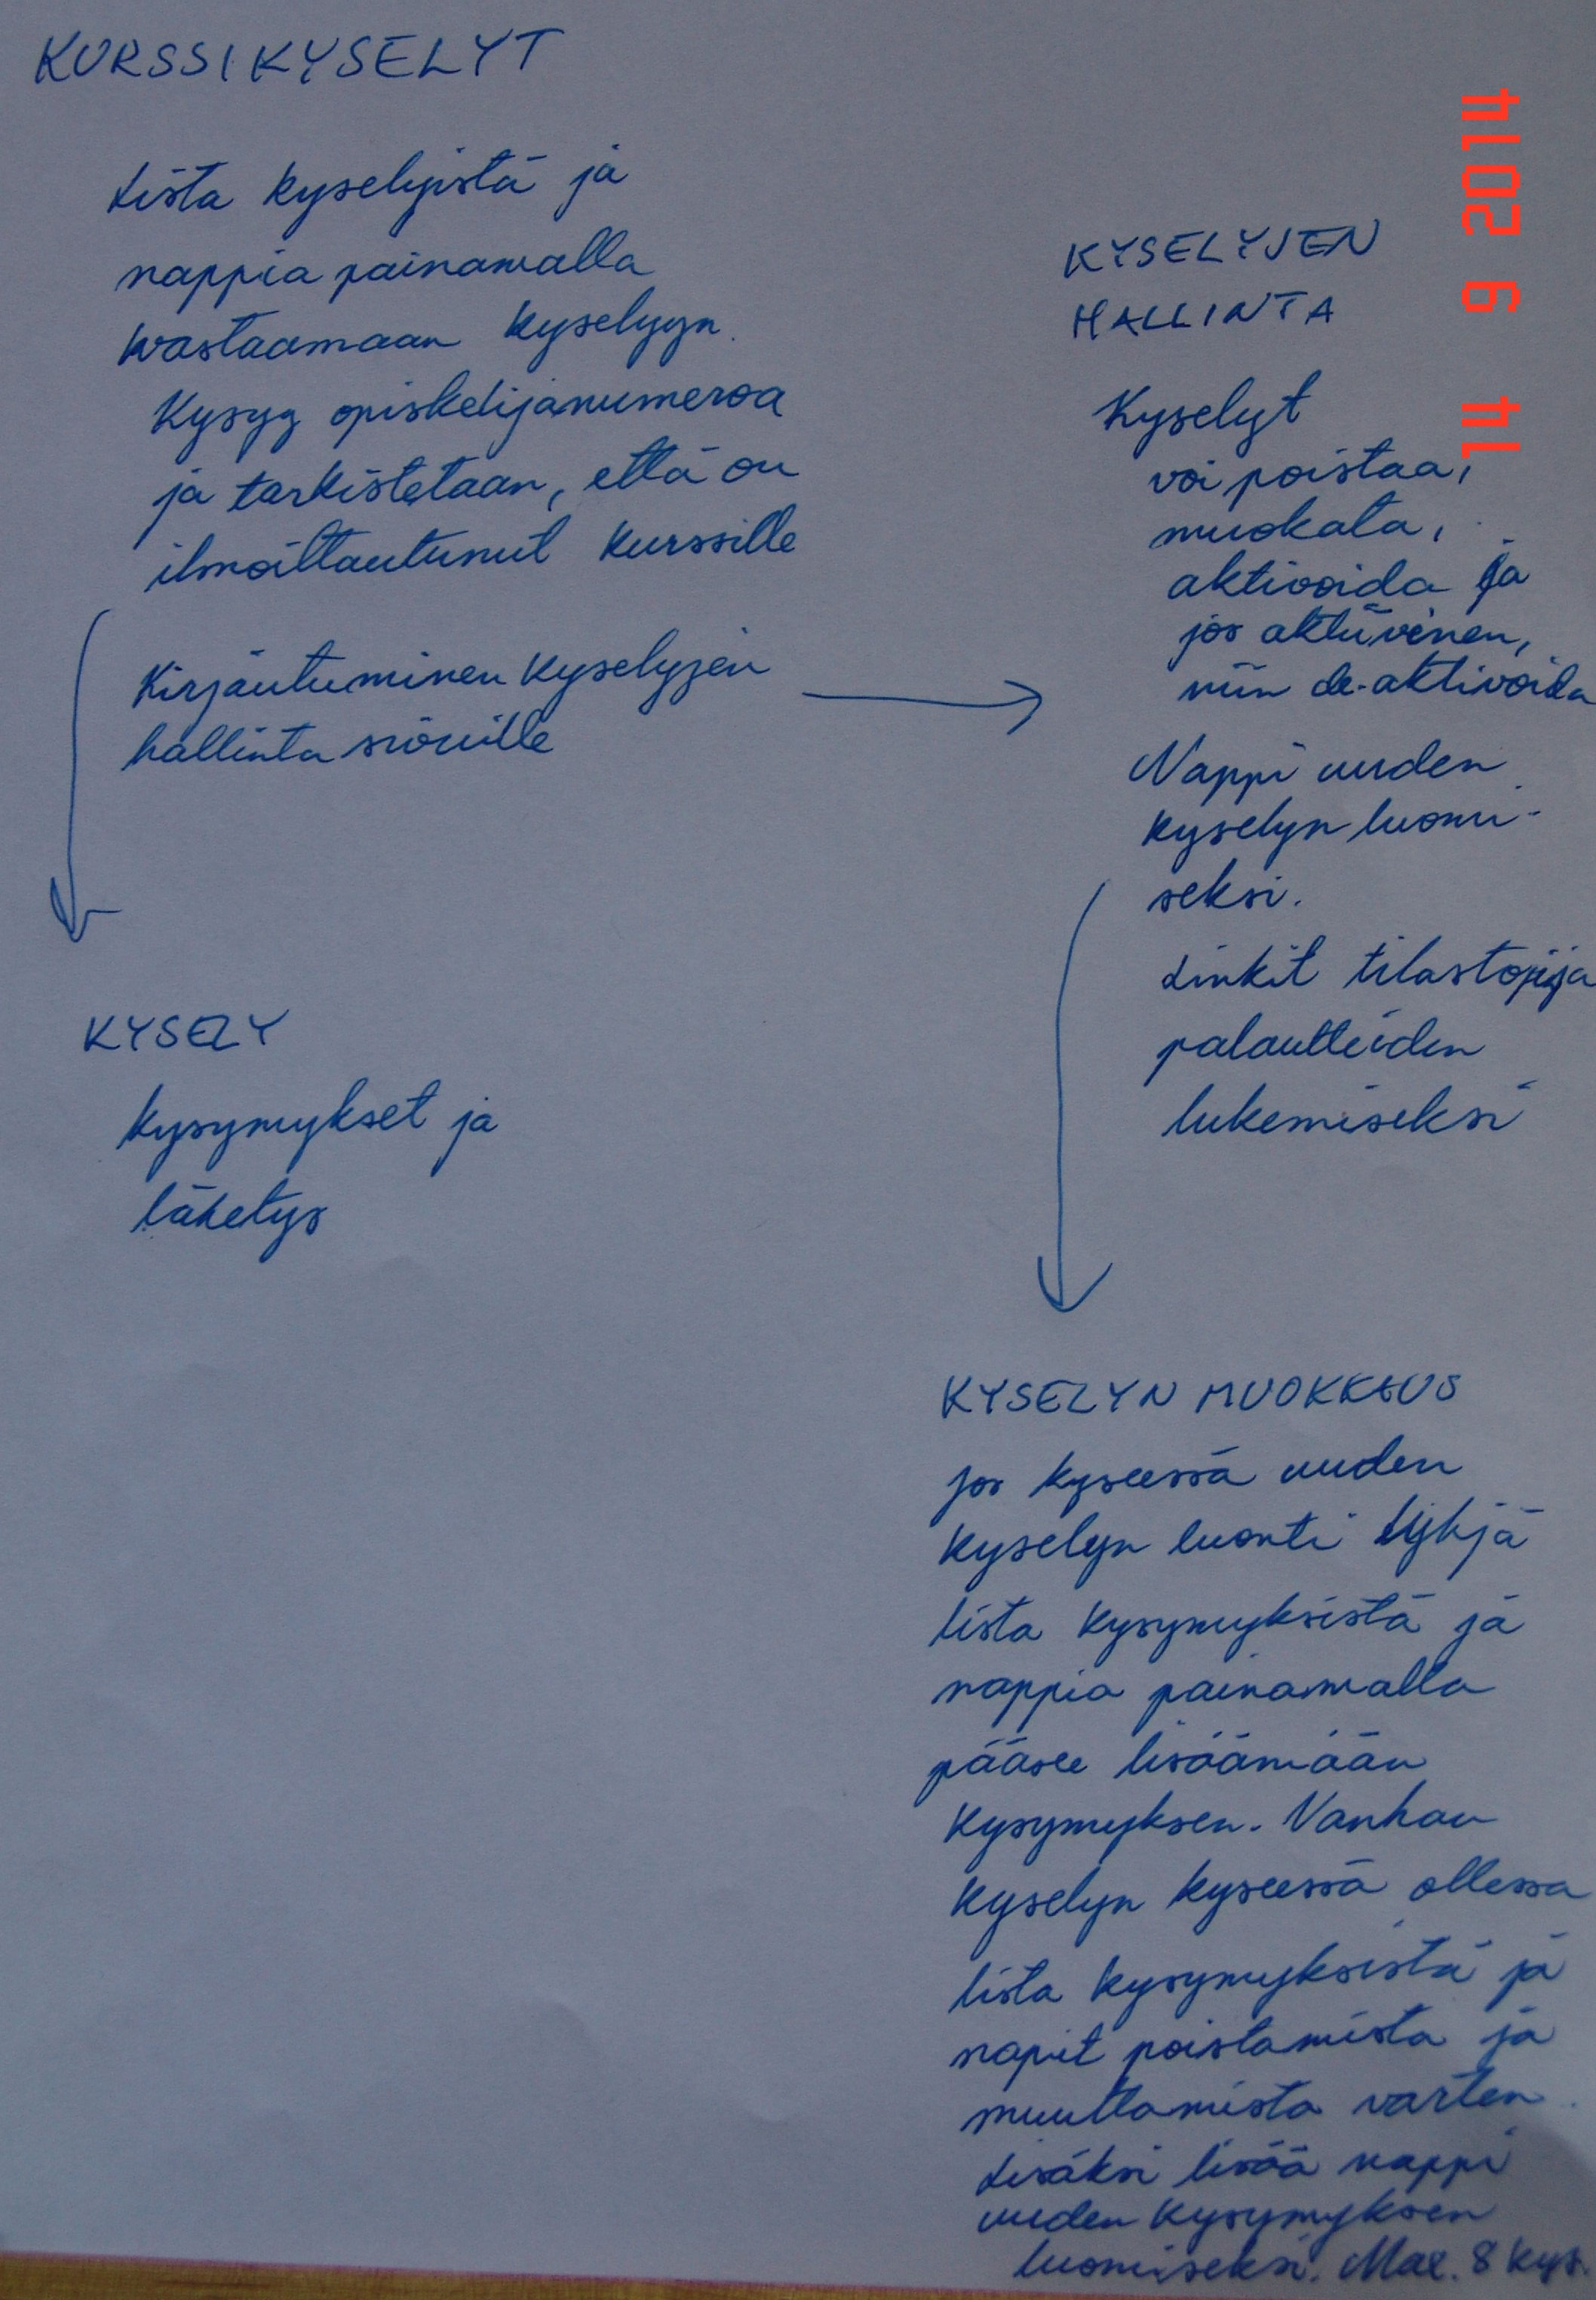 KURSSIKYSELYT
Lista kyselyistä ja
nappia painamalla
vastaamaan kyselyyn.
Kysyy opiskelijanumeroa
ja tarkistetaan, että on
ilmoittautunut kurssille
Kirjautuminen kyselyjen
hallinta sivuille
KYSELY
kysymykset ja
lähetys
KYSELYJEN
HALLINTA
Kyselyt
voi poistaa,
muokata,
aktivoida ja
jos aktiivinen,
niin de-aktivoida
Nappi uuden
kyselyn luomi-
seksi.
Linkit tilastojen ja
palautteiden
lukemiseksi
KYSELYN MUOKKAUS
jos kyseessä uuden
kyselyn luonti tyhjä
lista kysymyksistä ja
nappia painamalla
pääsee lisäämään
kysymyksen. Vanhan
kyselyn kyseessä ollessa
lista kysymyksistä ja
napit poistamista ja
muuttamista varten.
Lisäksi lisää nappi
uuden kysymyksen
luomiseksi. Max. 8 kys.
14 6 2014